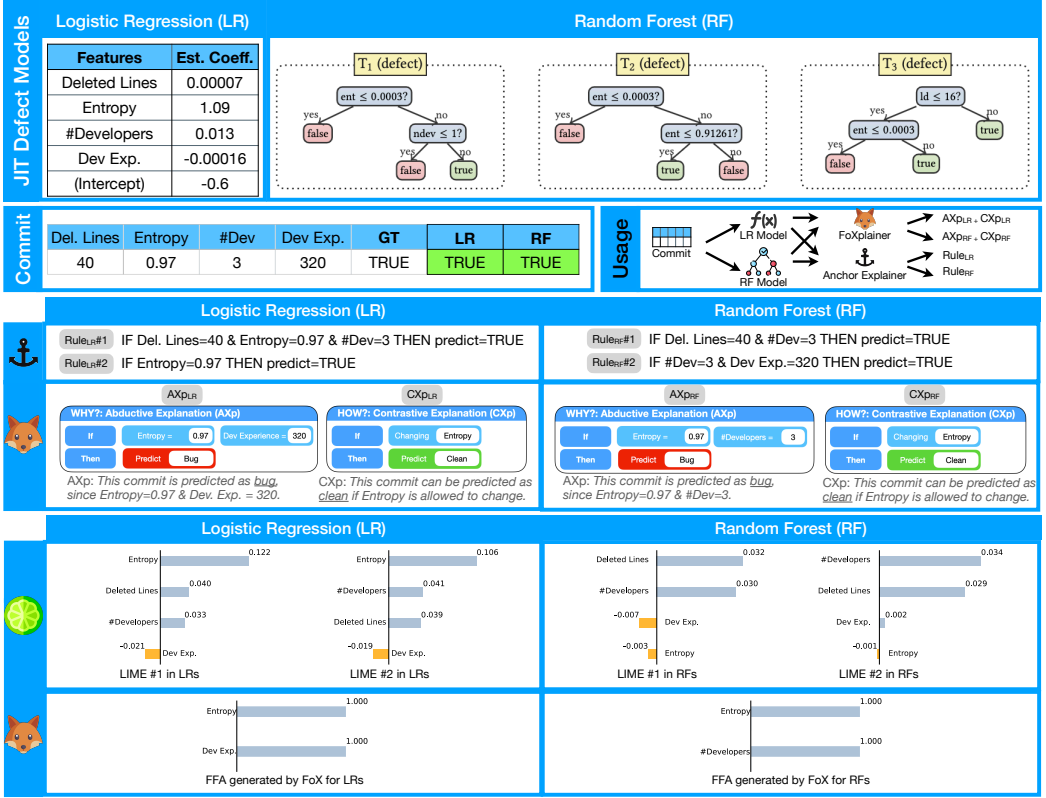 JIT Defect Models
Logistic Regression (LR)
Features Est. Coeff.
Deleted Lines 0.00007
Entropy 1.09
#Developers 0.013
Dev Exp. -0.00016
(Intercept) -0.6
Random Forest (RF)
T1 (defect)
ent ≤ 0.0003?
yes no
false ndev ≤ 1?
yes no
false true
T2 (defect)
ent ≤ 0.0003?
yes no
false ent ≤ 0.91261?
yes no
true false
T3 (defect)
ld ≤ 16?
yes no
ent ≤ 0.0003 true
yes no
false true
Commit
Del. Lines Entropy #Dev Dev Exp. GT LR RF
40 0.97 3 320 TRUE TRUE TRUE
Usage
Commit
f(x)
LR Model
RF Model
FoXplainer
Anchor Explainer
AXpLR + CXpLR
AXpRF + CXpRF
RuleLR
RuleRF
Logistic Regression (LR)
RuleLR#1 IF Del. Lines=40 & Entropy=0.97 & #Dev=3 THEN predict=TRUE
RuleLR#2 IF Entropy=0.97 THEN predict=TRUE
Random Forest (RF)
RuleRF#1 IF Del. Lines=40 & #Dev=3 THEN predict=TRUE
RuleRF#2 IF #Dev=3 & Dev Exp.=320 THEN predict=TRUE
AXpLR
WHY?: Abductive Explanation (AXp)
If Entropy = 0.97 Dev Experience = 320
Then Predict Bug
AXp: This commit is predicted as bug,
since Entropy=0.97 & Dev. Exp. = 320.
CXpLR
HOW?: Contrastive Explanation (CXp)
If Changing Entropy
Then Predict Clean
CXp: This commit can be predicted as
clean if Entropy is allowed to change.
AXpRF
WHY?: Abductive Explanation (AXp)
If Entropy = 0.97 #Developers = 3
Then Predict Bug
AXp: This commit is predicted as bug,
since Entropy=0.97 & #Dev=3.
CXpRF
HOW?: Contrastive Explanation (CXp)
If Changing Entropy
Then Predict Clean
CXp: This commit can be predicted as
clean if Entropy is allowed to change.
Logistic Regression (LR)
Entropy 0.122
Deleted Lines 0.040
#Developers 0.033
−0.021 Dev Exp.
LIME #1 in LRs
Entropy 0.106
#Developers 0.041
Deleted Lines 0.039
−0.019 Dev Exp.
LIME #2 in LRs
Random Forest (RF)
Deleted Lines 0.032
#Developers 0.030
−0.007 Dev Exp.
−0.003 Entropy
LIME #1 in RFs
#Developers 0.034
Deleted Lines 0.029
Dev Exp. 0.002
−0.001 Entropy
LIME #2 in RFs
Entropy 1.000
Dev Exp. 1.000
FFA generated by FoX for LRs
Entropy 1.000
#Developers 1.000
FFA generated by FoX for RFs